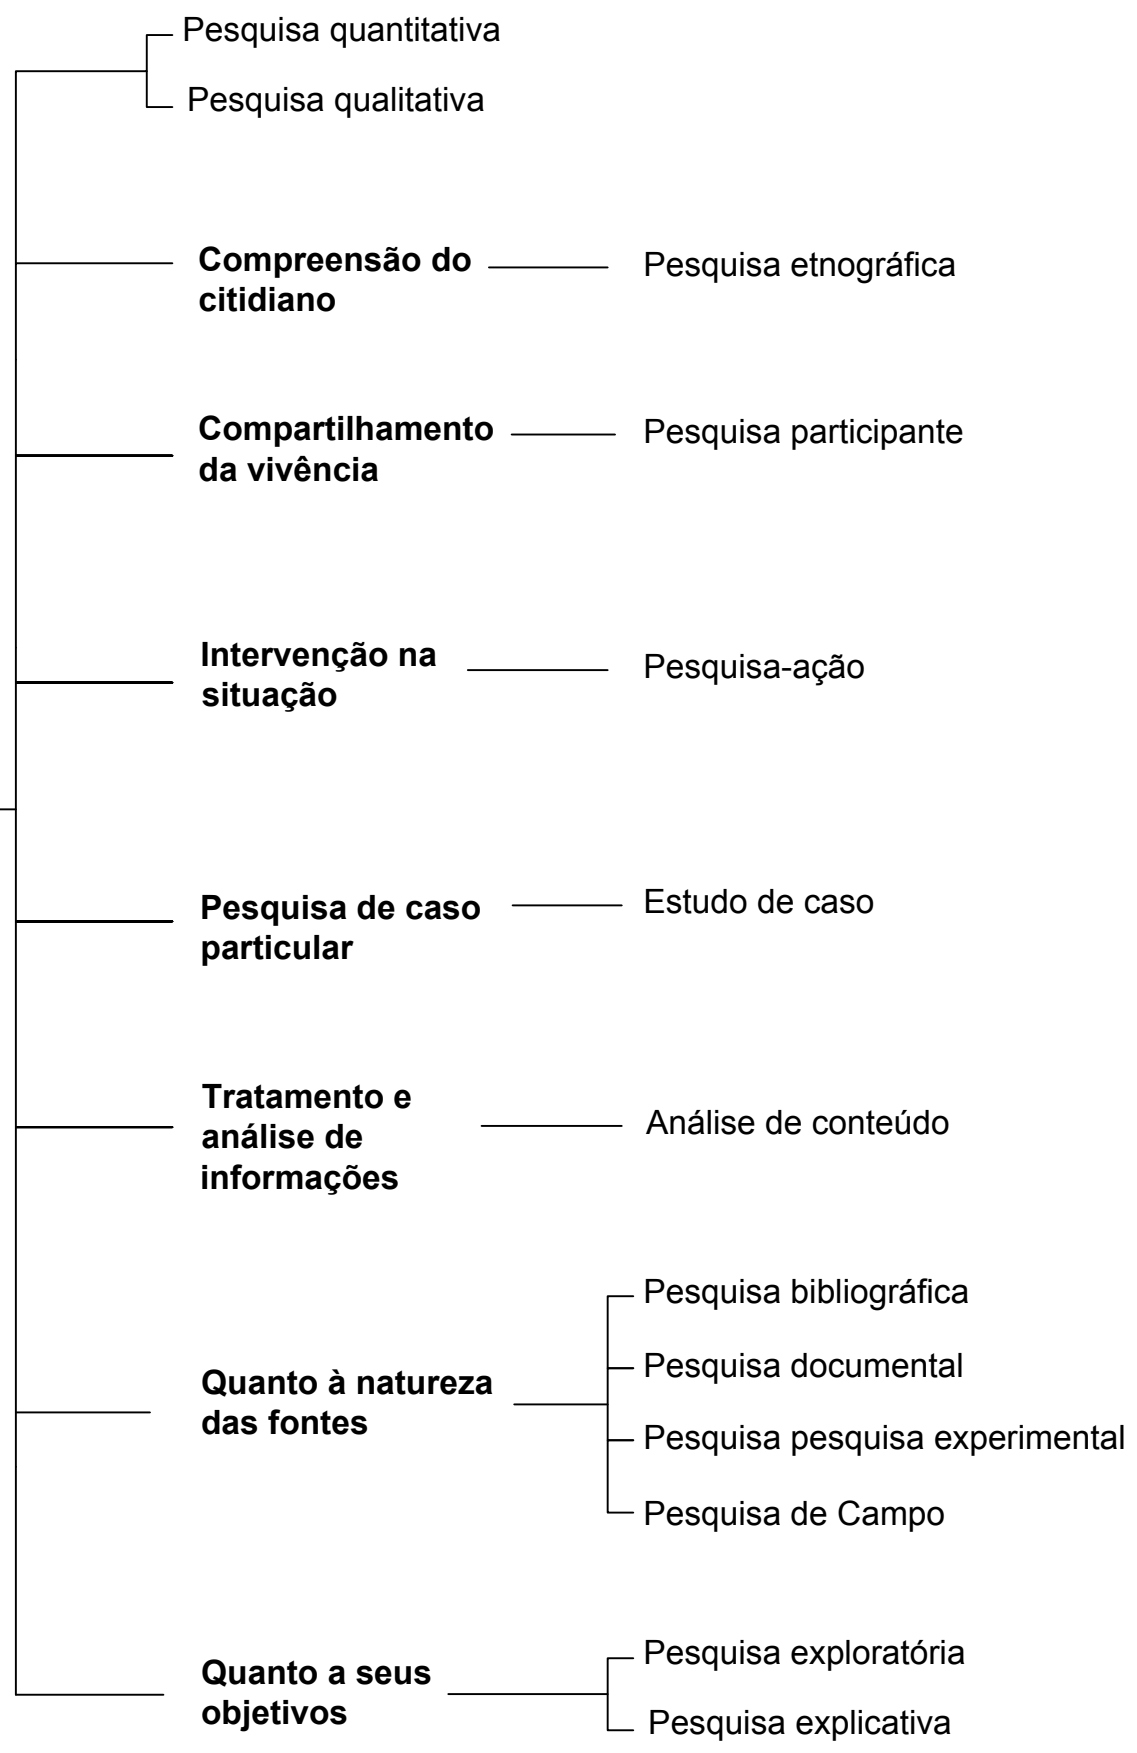 Pesquisa quantitativa
Pesquisa qualitativa
Compreensão do
citidiano
Pesquisa etnográfica
Compartilhamento
da vivência
Pesquisa participante
Intervenção na
situação
Pesquisa-ação
Pesquisa de caso
particular
Estudo de caso
Tratamento e
análise de
informações
Análise de conteúdo
Quanto à natureza
das fontes
Pesquisa bibliográfica
Pesquisa documental
Pesquisa pesquisa experimental
Pesquisa de Campo
Quanto a seus
objetivos
Pesquisa exploratória
Pesquisa explicativa